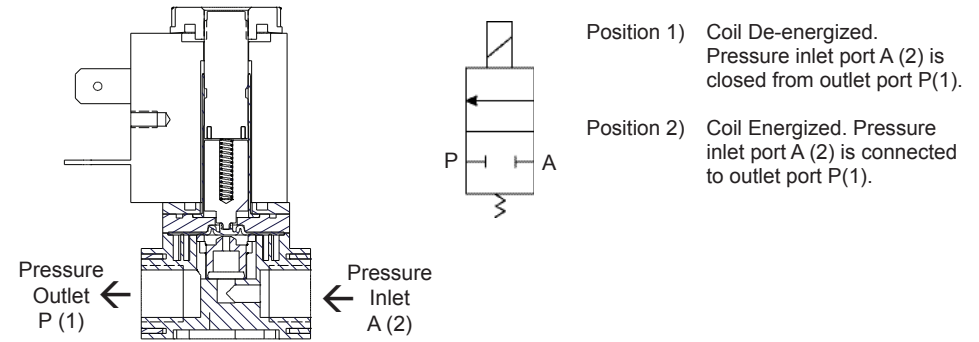 Position 1) Coil De-energized.
Pressure inlet port A (2) is
closed from outlet port P(1).
Position 2) Coil Energized. Pressure
inlet port A (2) is connected
to outlet port P(1).
P
A
Pressure
Outlet
P (1)
Pressure
Inlet
A (2)